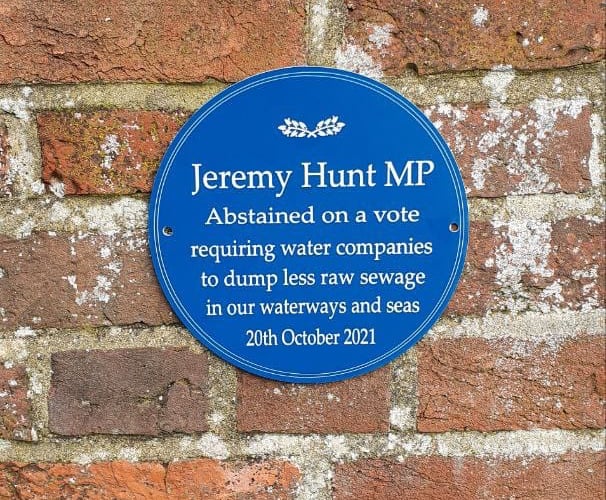 Jeremy Hunt MP
Abstained on a vote
requiring water companies
to dump less raw sewage
in our waterways and seas
20th October 2021